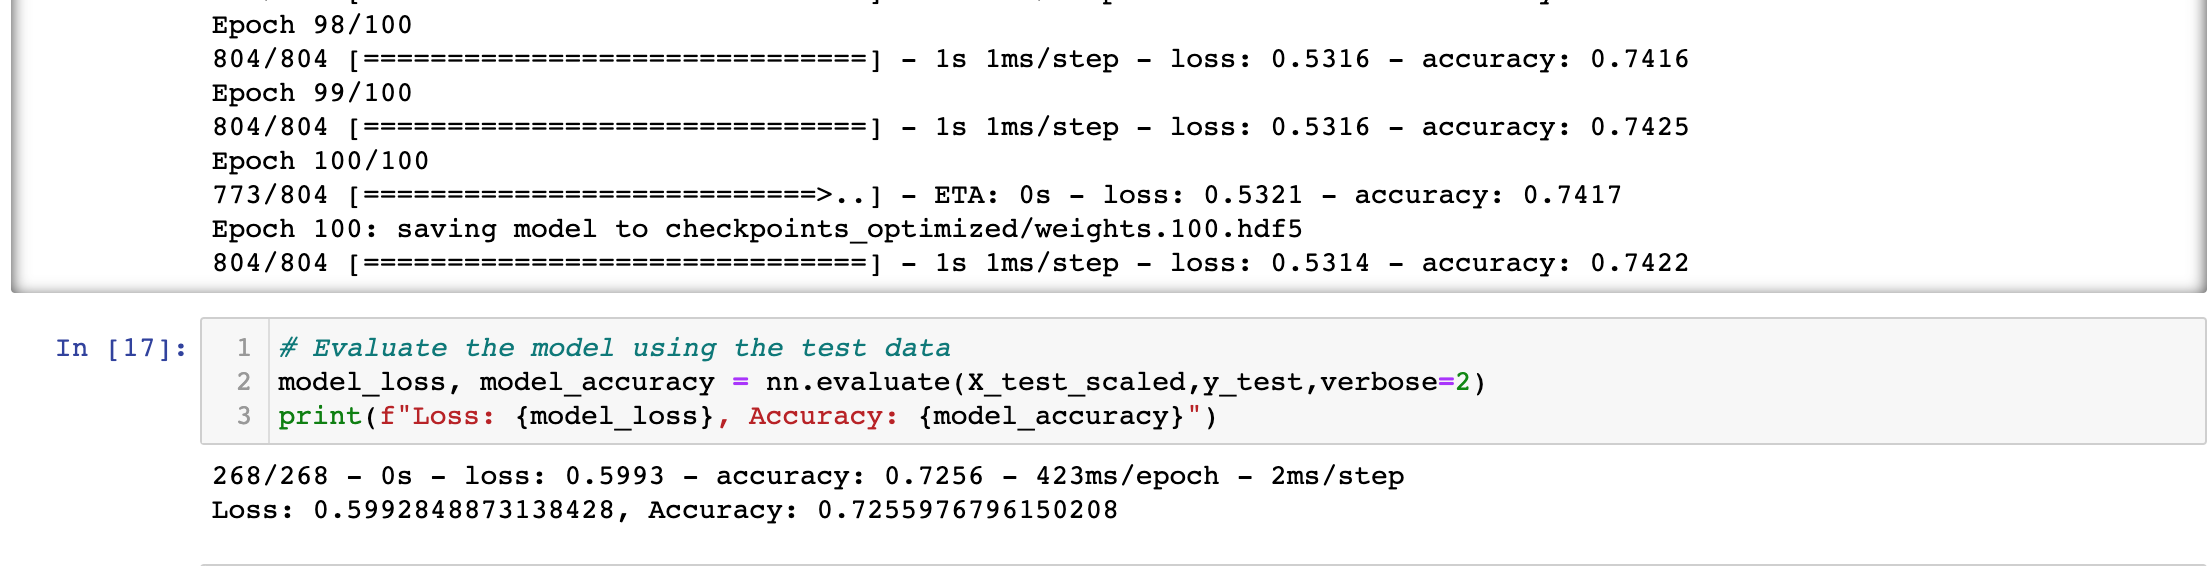 Epoch 98/100
804/804 [==============================] - 1s 1ms/step - loss: 0.5316 - accuracy: 0.7416
Epoch 99/100
804/804 [==============================] - 1s 1ms/step - loss: 0.5316 - accuracy: 0.7425
Epoch 100/100
773/804 [===========================>..] - ETA: 0s - loss: 0.5321 - accuracy: 0.7417
Epoch 100: saving model to checkpoints_optimized/weights.100.hdf5
804/804 [==============================] - 1s 1ms/step - loss: 0.5314 - accuracy: 0.7422
In [17]: 1 # Evaluate the model using the test data
2 model_loss, model_accuracy = nn.evaluate(X_test_scaled,y_test,verbose=2)
3 print(f"Loss: {model_loss}, Accuracy: {model_accuracy}")
268/268 - 0s - loss: 0.5993 - accuracy: 0.7256 - 423ms/epoch - 2ms/step
Loss: 0.5992848873138428, Accuracy: 0.7255976796150208